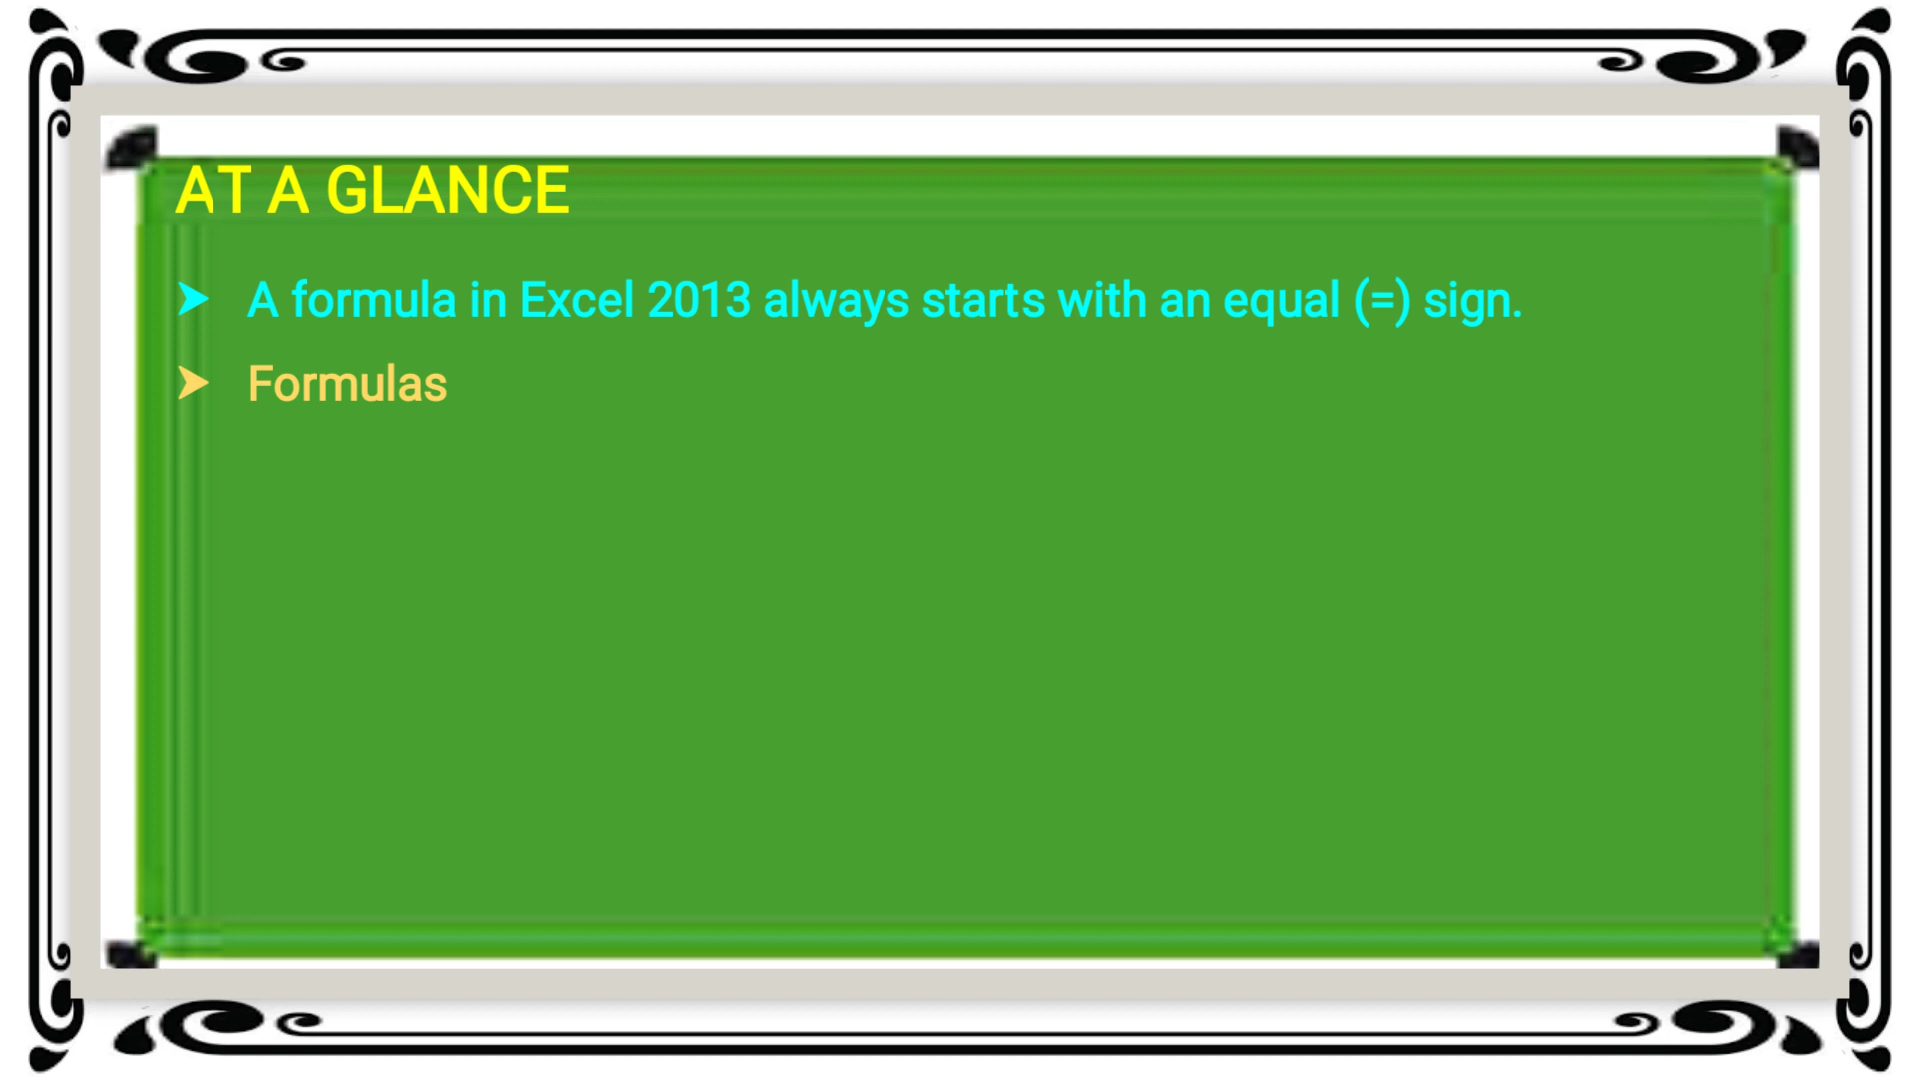 AT A GLANCE
➤ A formula in Excel 2013 always starts with an equal (=) sign.
➤ Formulas